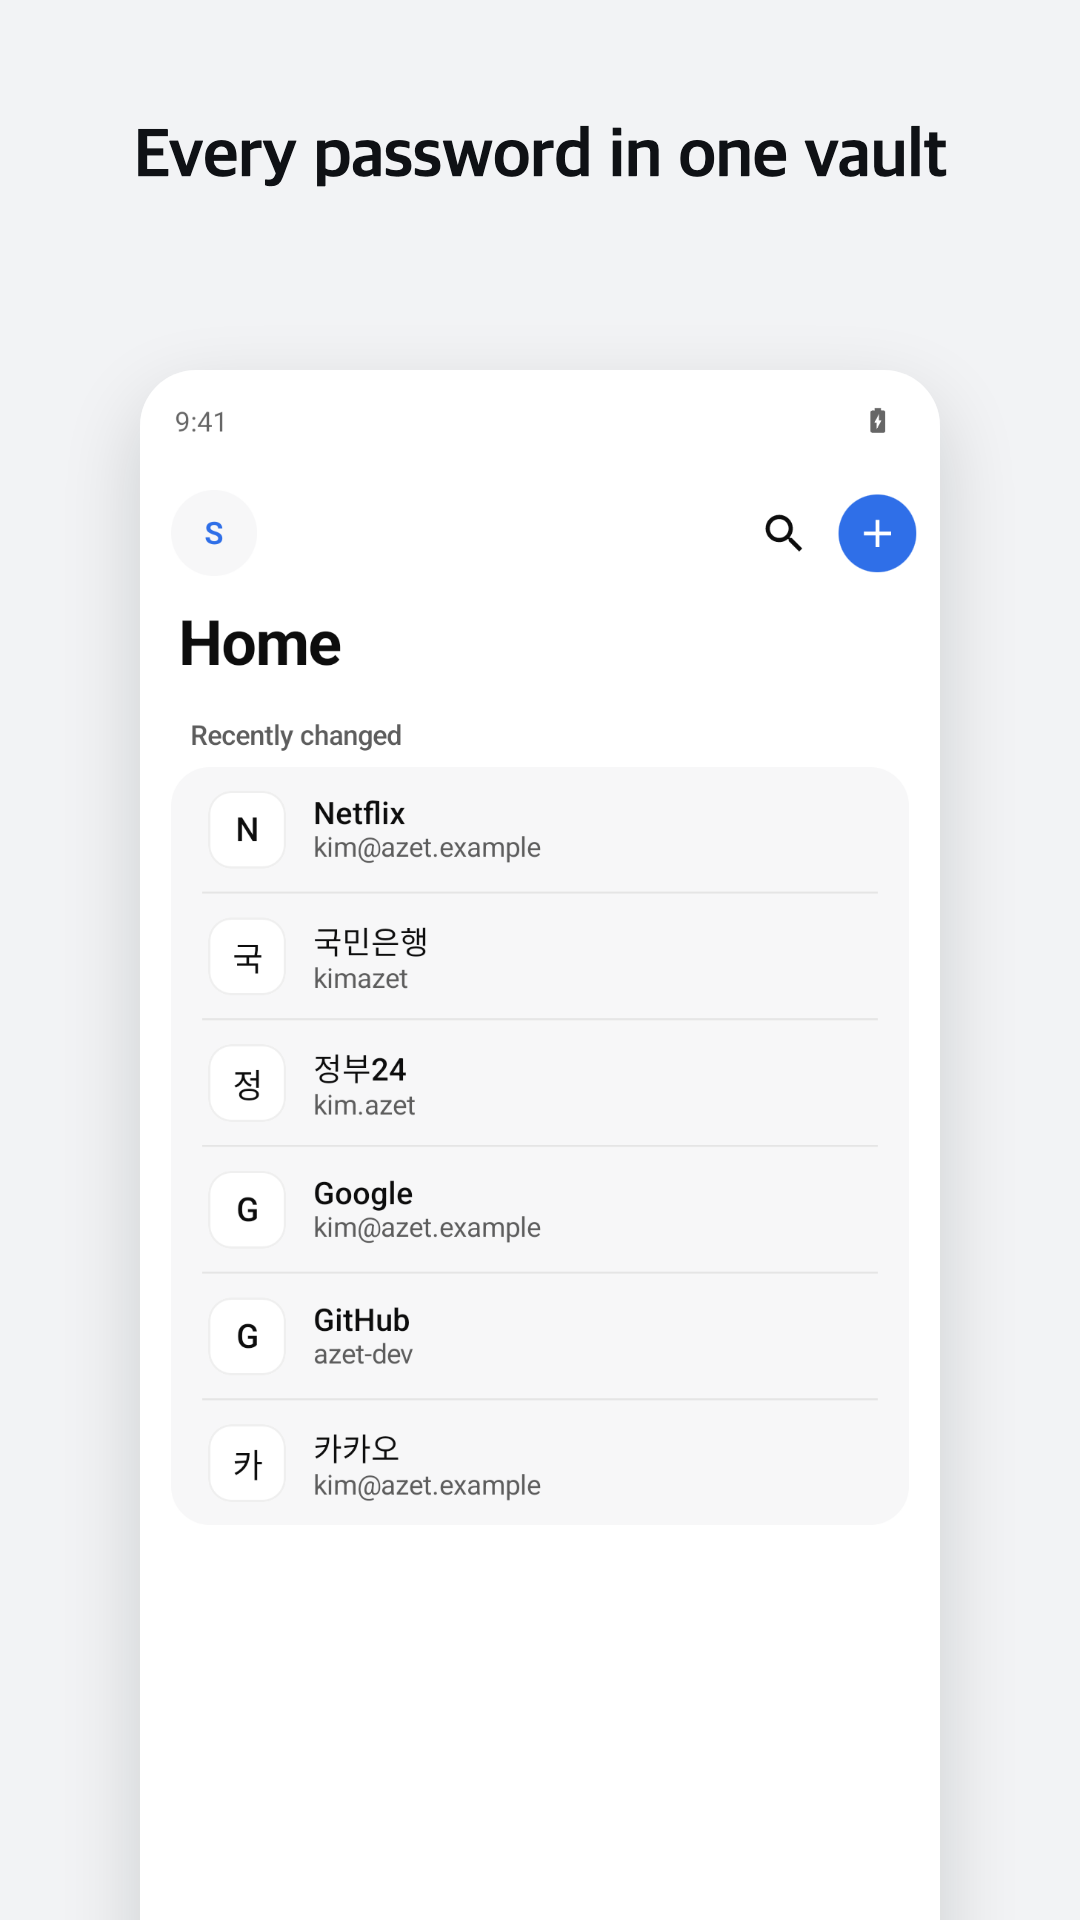 Every password in one vault
9:41
S
Home
Recently changed
N
Netflix
kim@azet.example
국
국민은행
kimazet
정
정부24
kim.azet
G
Google
kim@azet.example
G
GitHub
azet-dev
카
카카오
kim@azet.example